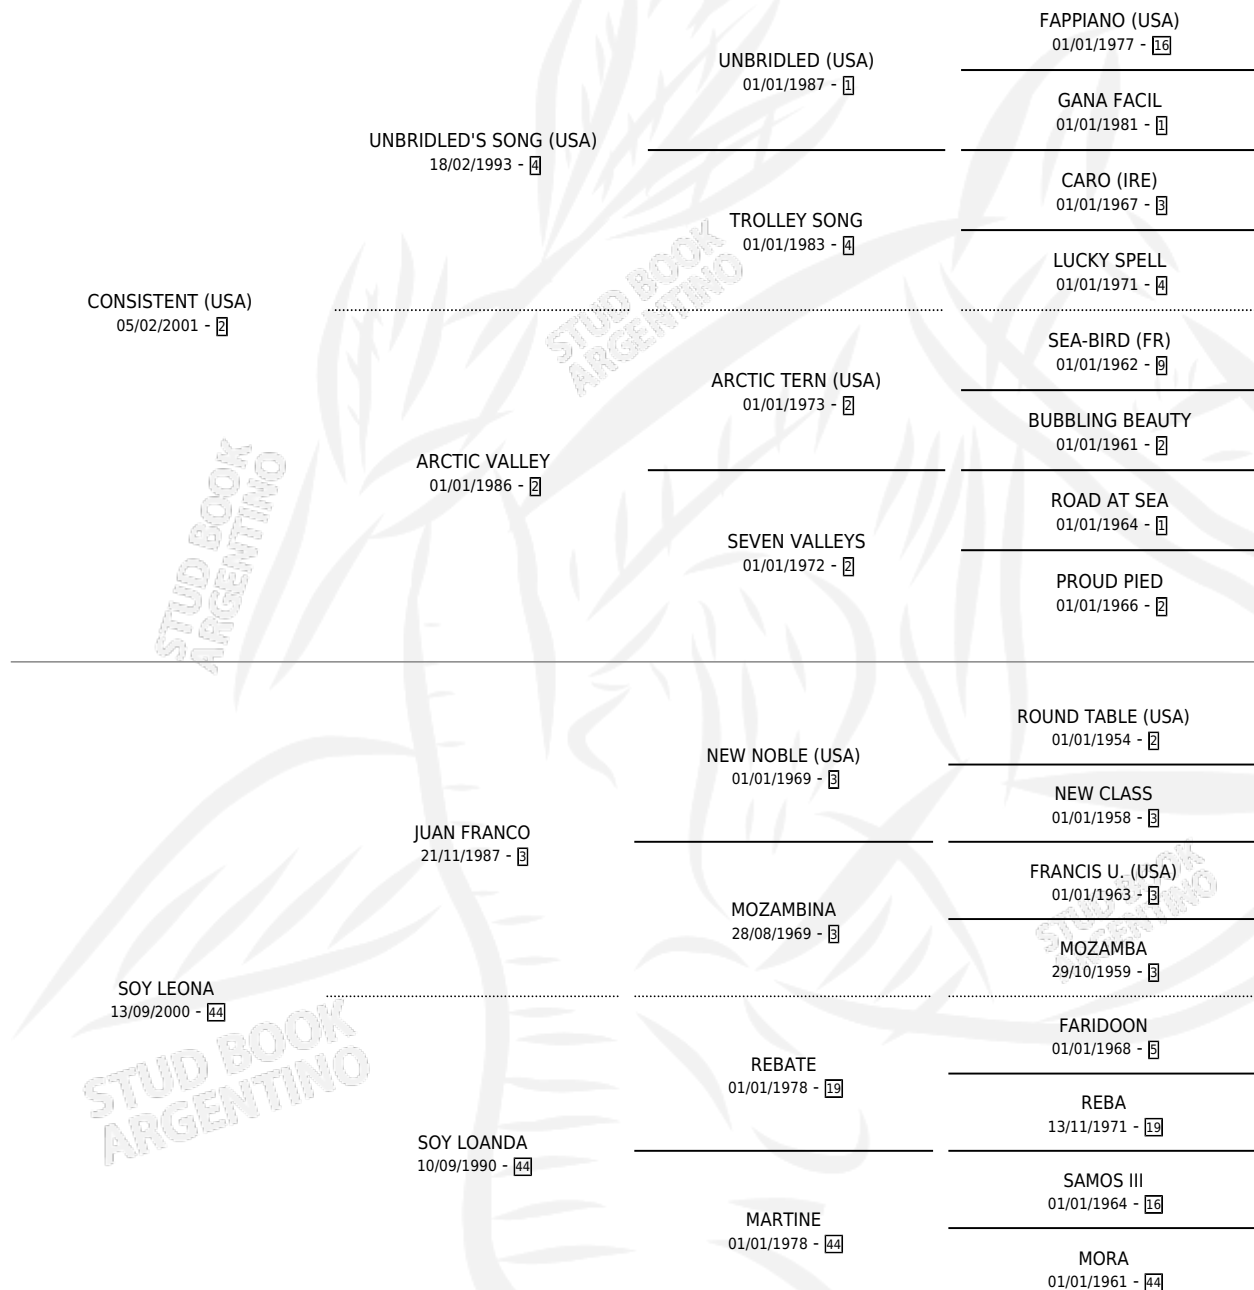 FAPPIANO (USA)
01/01/1977 - 16
UNBRIDLED (USA)
01/01/1987 - 1
GANA FACIL
01/01/1981 - 1
UNBRIDLED'S SONG (USA)
18/02/1993 - 4
CARO (IRE)
01/01/1967 - 3
TROLLEY SONG
01/01/1983 - 4
LUCKY SPELL
01/01/1971 - 4
CONSISTENT (USA)
05/02/2001 - 2
STUD BOOK
ARGENTINO
SEA-BIRD (FR)
01/01/1962 - 9
ARCTIC TERN (USA)
01/01/1973 - 2
BUBBLING BEAUTY
01/01/1961 - 2
ARCTIC VALLEY
01/01/1986 - 2
ROAD AT SEA
01/01/1964 - 1
SEVEN VALLEYS
01/01/1972 - 2
PROUD PIED
01/01/1966 - 2
STUD BOOK
ARGENTINO
ROUND TABLE (USA)
01/01/1954 - 2
NEW NOBLE (USA)
01/01/1969 - 3
NEW CLASS
01/01/1958 - 3
JUAN FRANCO
21/11/1987 - 3
FRANCIS U. (USA)
01/01/1963 - 3
MOZAMBINA
28/08/1969 - 3
STUD BOOK
ARGENTINO
MOZAMBA
29/10/1959 - 3
SOY LEONA
13/09/2000 - 44
STUD BOOK
ARGENTINO
FARIDOON
01/01/1968 - 5
REBATE
01/01/1978 - 19
REBA
13/11/1971 - 19
SOY LOANDA
10/09/1990 - 44
SAMOS III
01/01/1964 - 16
MARTINE
01/01/1978 - 44
MORA
01/01/1961 - 44